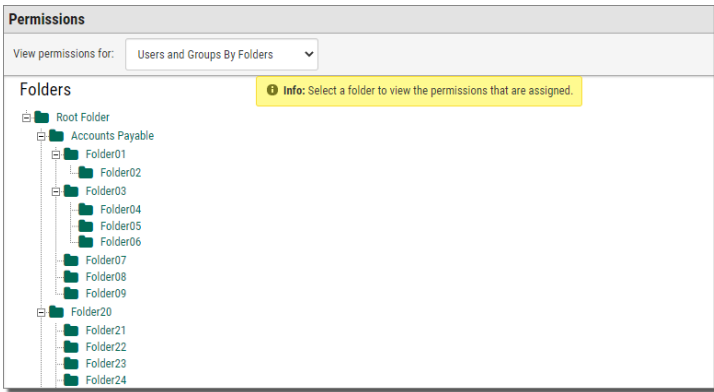 Permissions
View permissions for: Users and Groups By Folders
Folders
Info: Select a folder to view the permissions that are assigned.
Root Folder
Accounts Payable
Folder01
Folder02
Folder03
Folder04
Folder05
Folder06
Folder07
Folder08
Folder09
Folder20
Folder21
Folder22
Folder23
Folder24